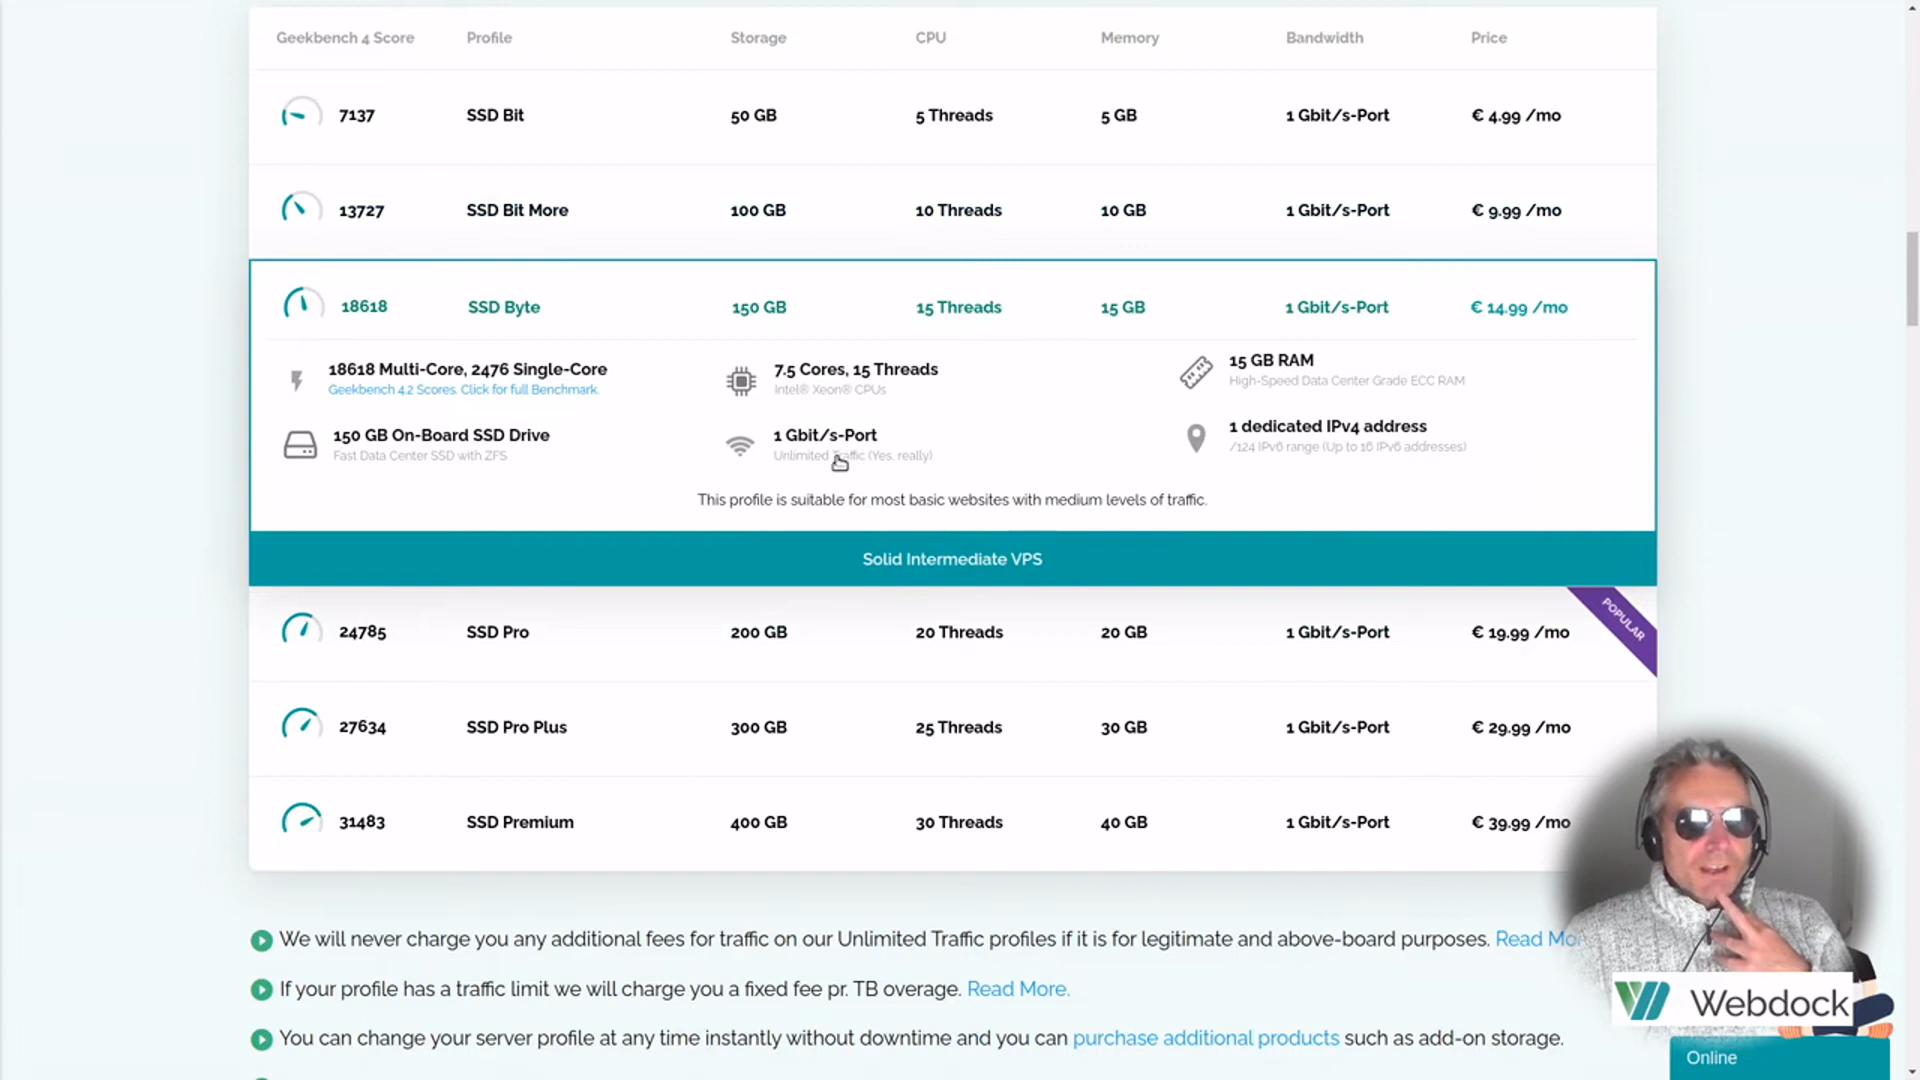 Geekbench 4 Score Profile Storage CPU Memory Bandwidth Price
7137 SSD Bit 50 GB 5 Threads 5 GB 1 Gbit/s-Port € 4.99 /mo
13727 SSD Bit More 100 GB 10 Threads 10 GB 1 Gbit/s-Port € 9.99 /mo
18618 SSD Byte 150 GB 15 Threads 15 GB 1 Gbit/s-Port € 14.99 /mo
18618 Multi-Core, 2476 Single-Core 7.5 Cores, 15 Threads 15 GB RAM
Geekbench 4.2 Scores. Click for full Benchmark. Intel® Xeon® CPUs High-Speed Data Center Grade ECC RAM
150 GB On-Board SSD Drive 1 Gbit/s-Port 1 dedicated IPv4 address
Fast Data Center SSD with ZFS Unlimited Traffic (Yes, really) /124 IPv6 range (Up to 16 IPv6 addresses)
This profile is suitable for most basic websites with medium levels of traffic.
Solid Intermediate VPS
POPULAR
24785 SSD Pro 200 GB 20 Threads 20 GB 1 Gbit/s-Port € 19.99 /mo
27634 SSD Pro Plus 300 GB 25 Threads 30 GB 1 Gbit/s-Port € 29.99 /mo
31483 SSD Premium 400 GB 30 Threads 40 GB 1 Gbit/s-Port € 39.99 /mo
We will never charge you any additional fees for traffic on our Unlimited Traffic profiles if it is for legitimate and above-board purposes. Read Mo
If your profile has a traffic limit we will charge you a fixed fee pr. TB overage. Read More.
You can change your server profile at any time instantly without downtime and you can purchase additional products such as add-on storage.
Webdock
Online